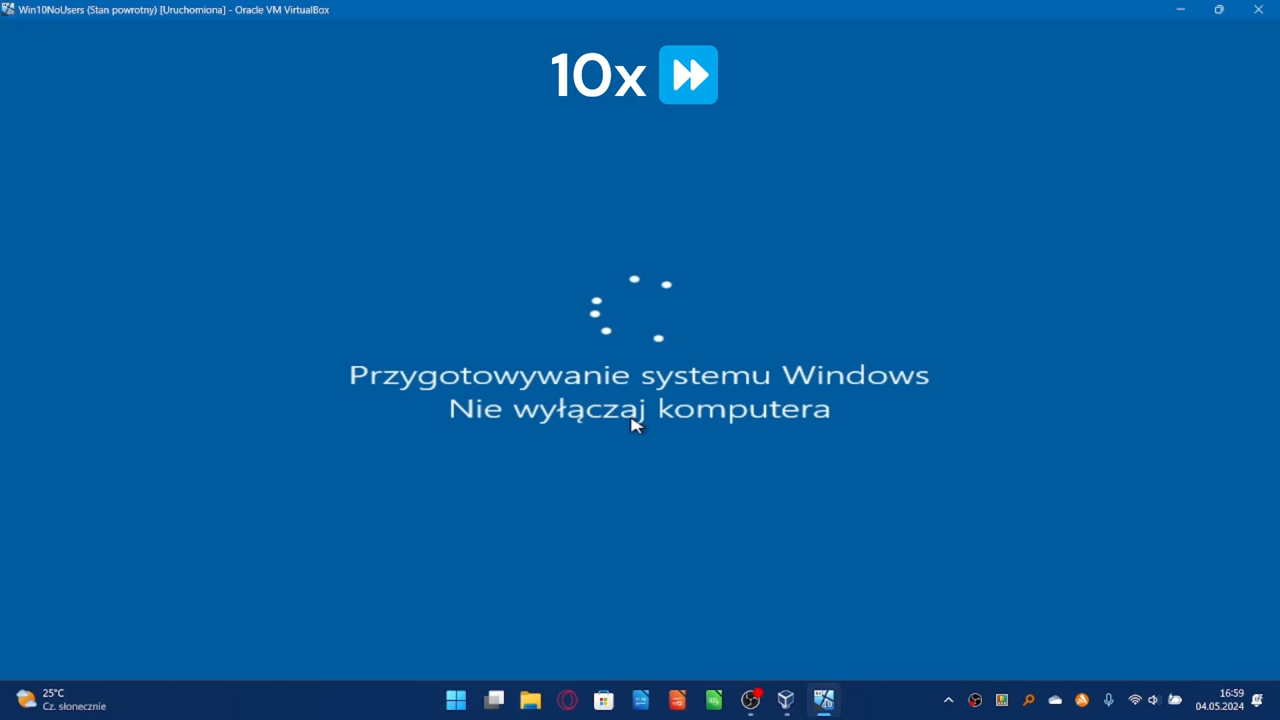 Win10NoUsers (Stan powrotny) [Uruchomiona] - Oracle VM VirtualBox
10x
Przygotowywanie systemu Windows
Nie wyłączaj komputera
25°C
Cz. słonecznie
16:59
04.05.2024